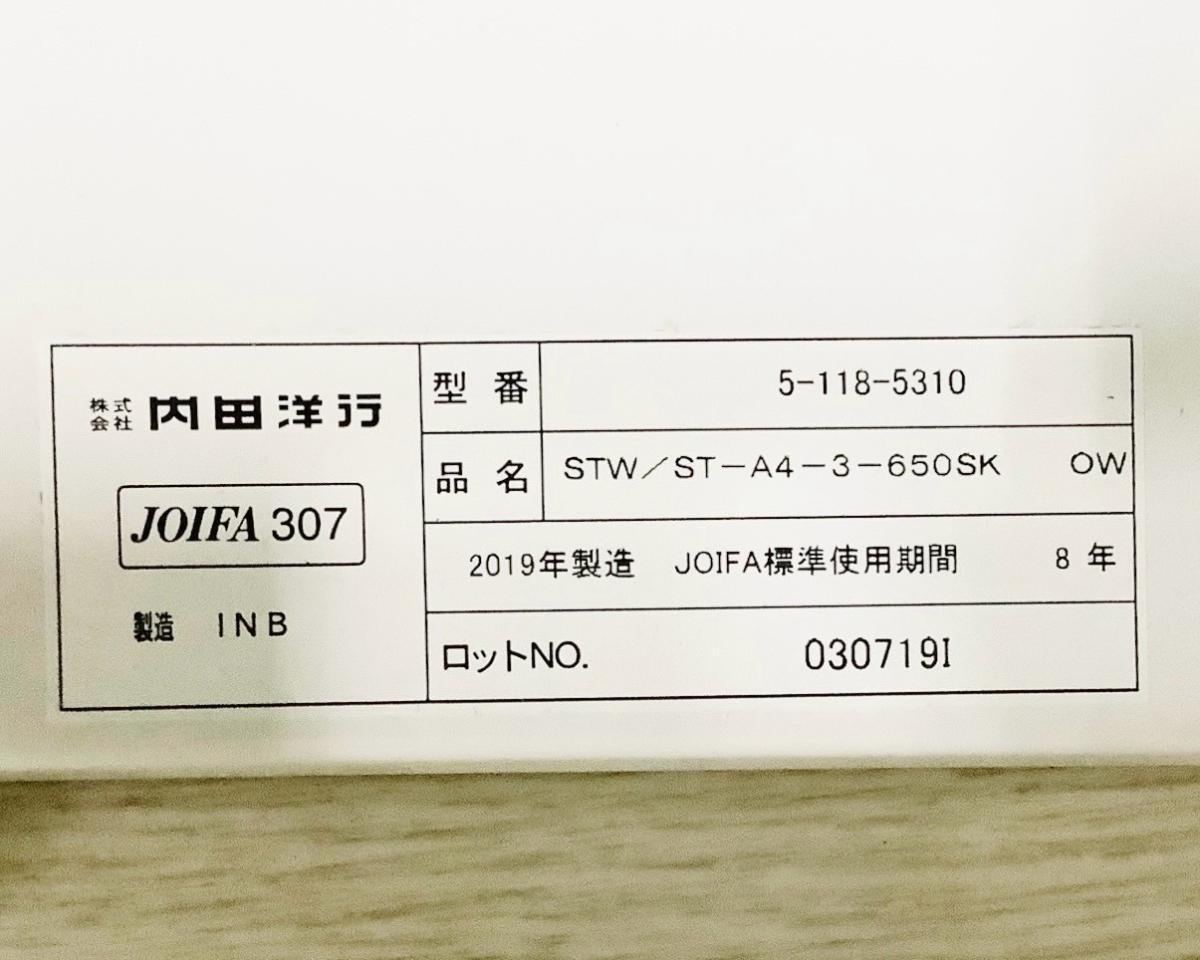 株式会社 内田洋行
JOIFA 307
製造 INB
型番 5-118-5310
品名 STW/ST-A4-3-650SK OW
2019年製造 JOIFA標準使用期間 8年
ロットNO. 030719I